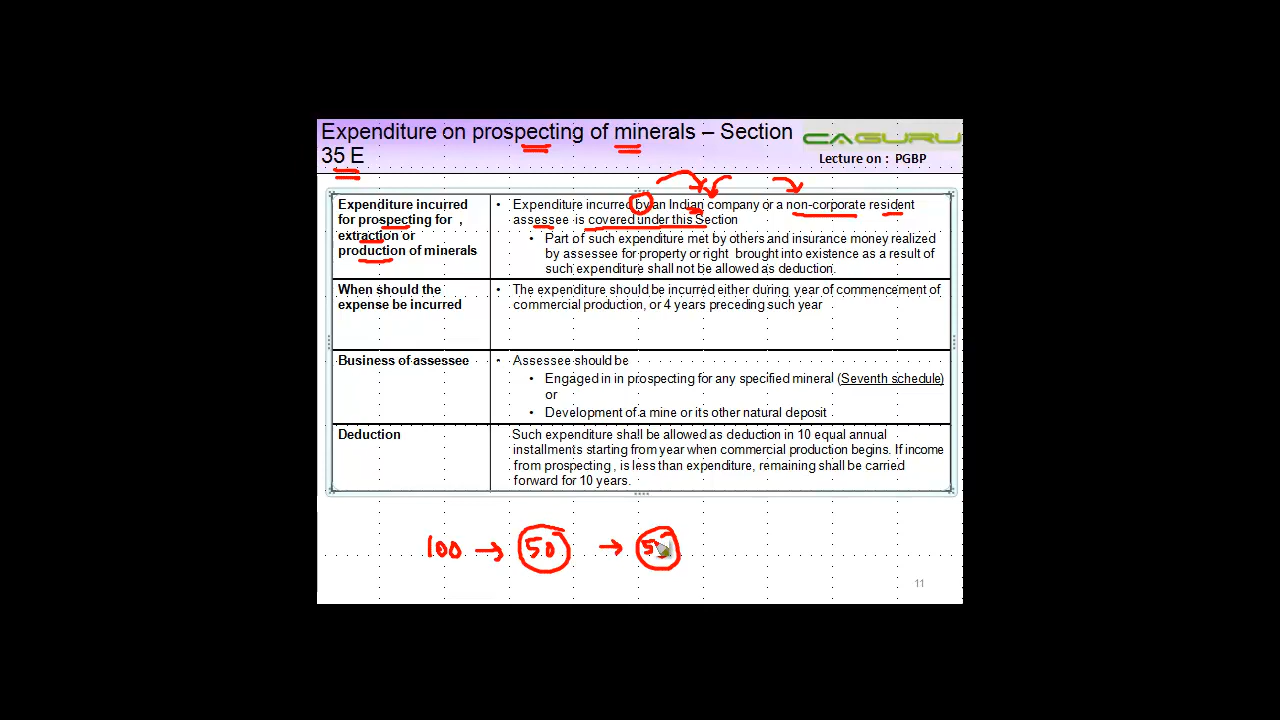 Expenditure on prospecting of minerals – Section
35 E
CAGURU
Lecture on : PGBP
Expenditure incurred
for prospecting for ,
extraction or
production of minerals
• Expenditure incurred by an Indian company or a non-corporate resident
assessee is covered under this Section
• Part of such expenditure met by others and insurance money realized
by assessee for property or right brought into existence as a result of
such expenditure shall not be allowed as deduction.
When should the
expense be incurred
• The expenditure should be incurred either during year of commencement of
commercial production, or 4 years preceding such year
Business of assessee
• Assessee should be
• Engaged in in prospecting for any specified mineral (Seventh schedule)
or
• Development of a mine or its other natural deposit
Deduction
Such expenditure shall be allowed as deduction in 10 equal annual
installments starting from year when commercial production begins. If income
from prospecting , is less than expenditure, remaining shall be carried
forward for 10 years.
100 → 50 →
11